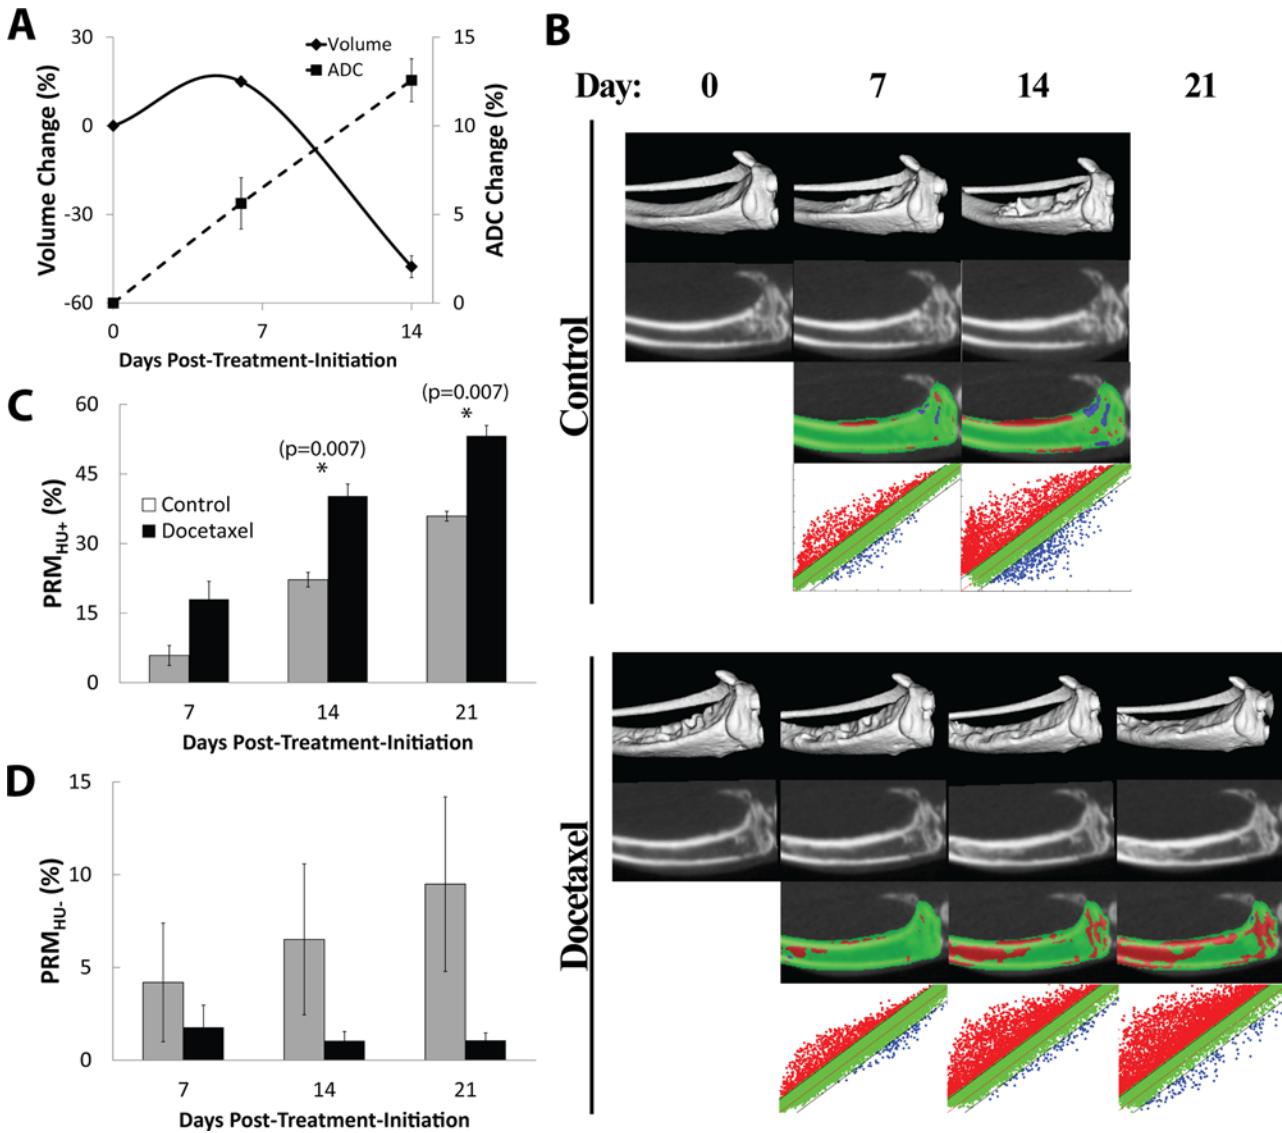 A
30
15
Volume
ADC
0
10
-30
5
-60
0
Volume Change (%)
ADC Change (%)
0
7
14
Days Post-Treatment-Initiation
B
Day:
0
7
14
21
Control
Docetaxel
C
60
45
30
15
0
PRM_HU+ (%)
(p=0.007)
*
(p=0.007)
*
Control
Docetaxel
7
14
21
Days Post-Treatment-Initiation
D
15
10
5
0
PRM_HU- (%)
7
14
21
Days Post-Treatment-Initiation